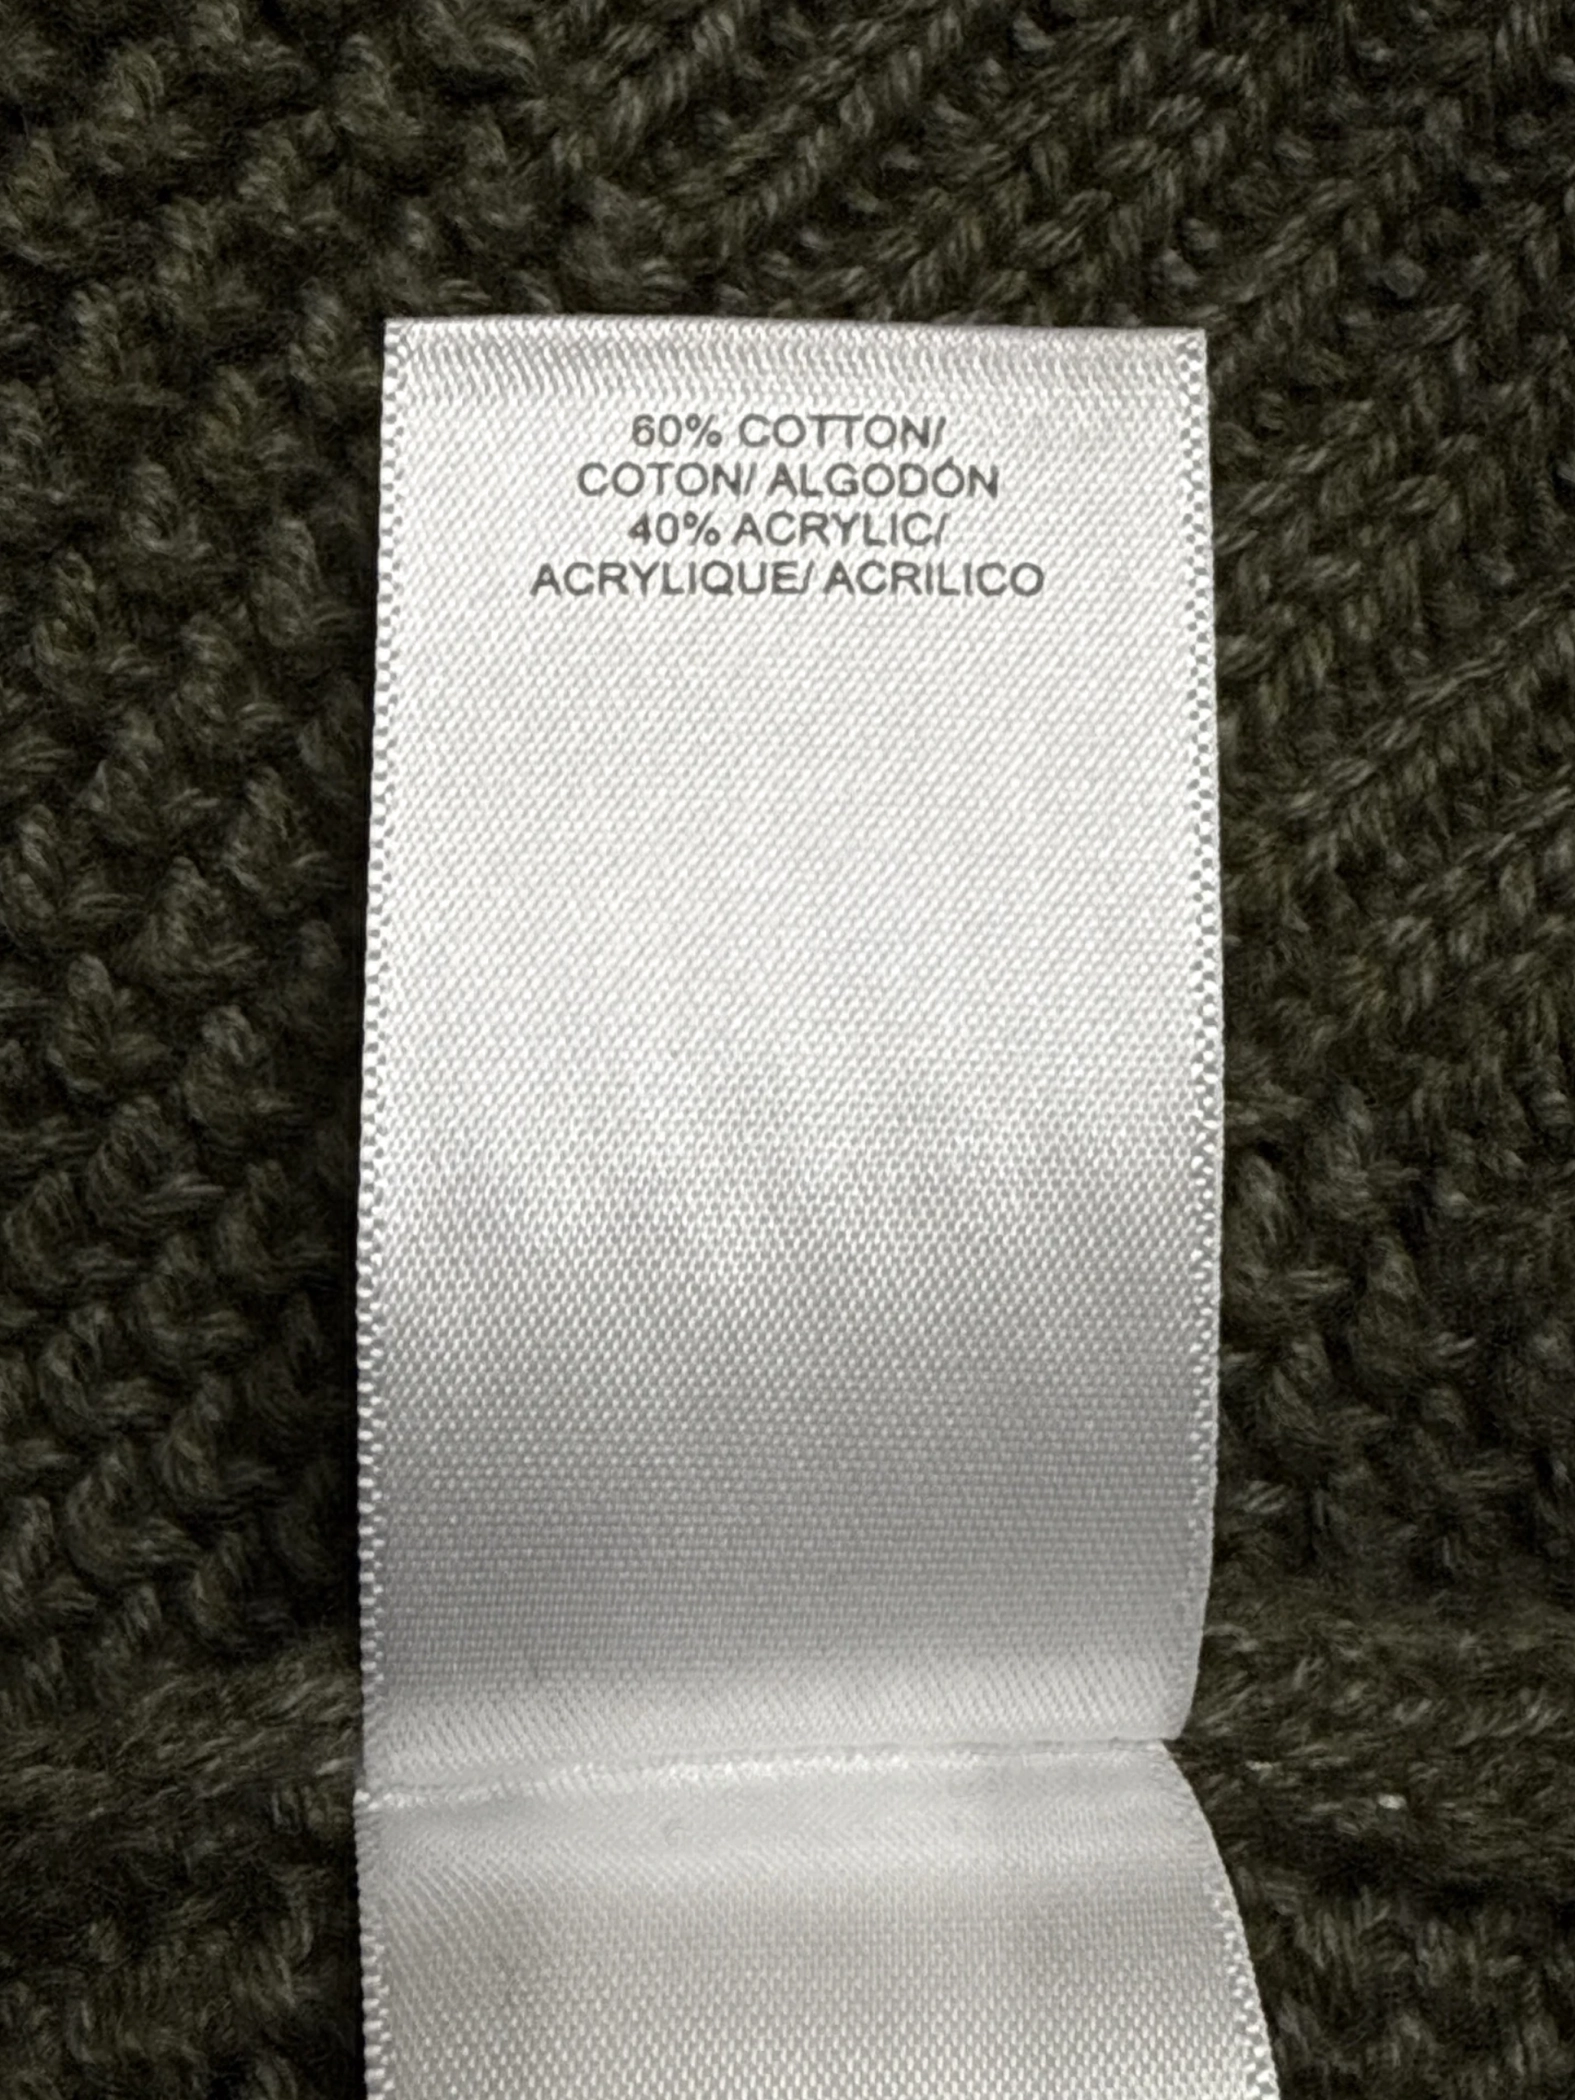 60% COTTON/
COTON/ ALGODÓN
40% ACRYLIC/
ACRYLIQUE/ ACRILICO